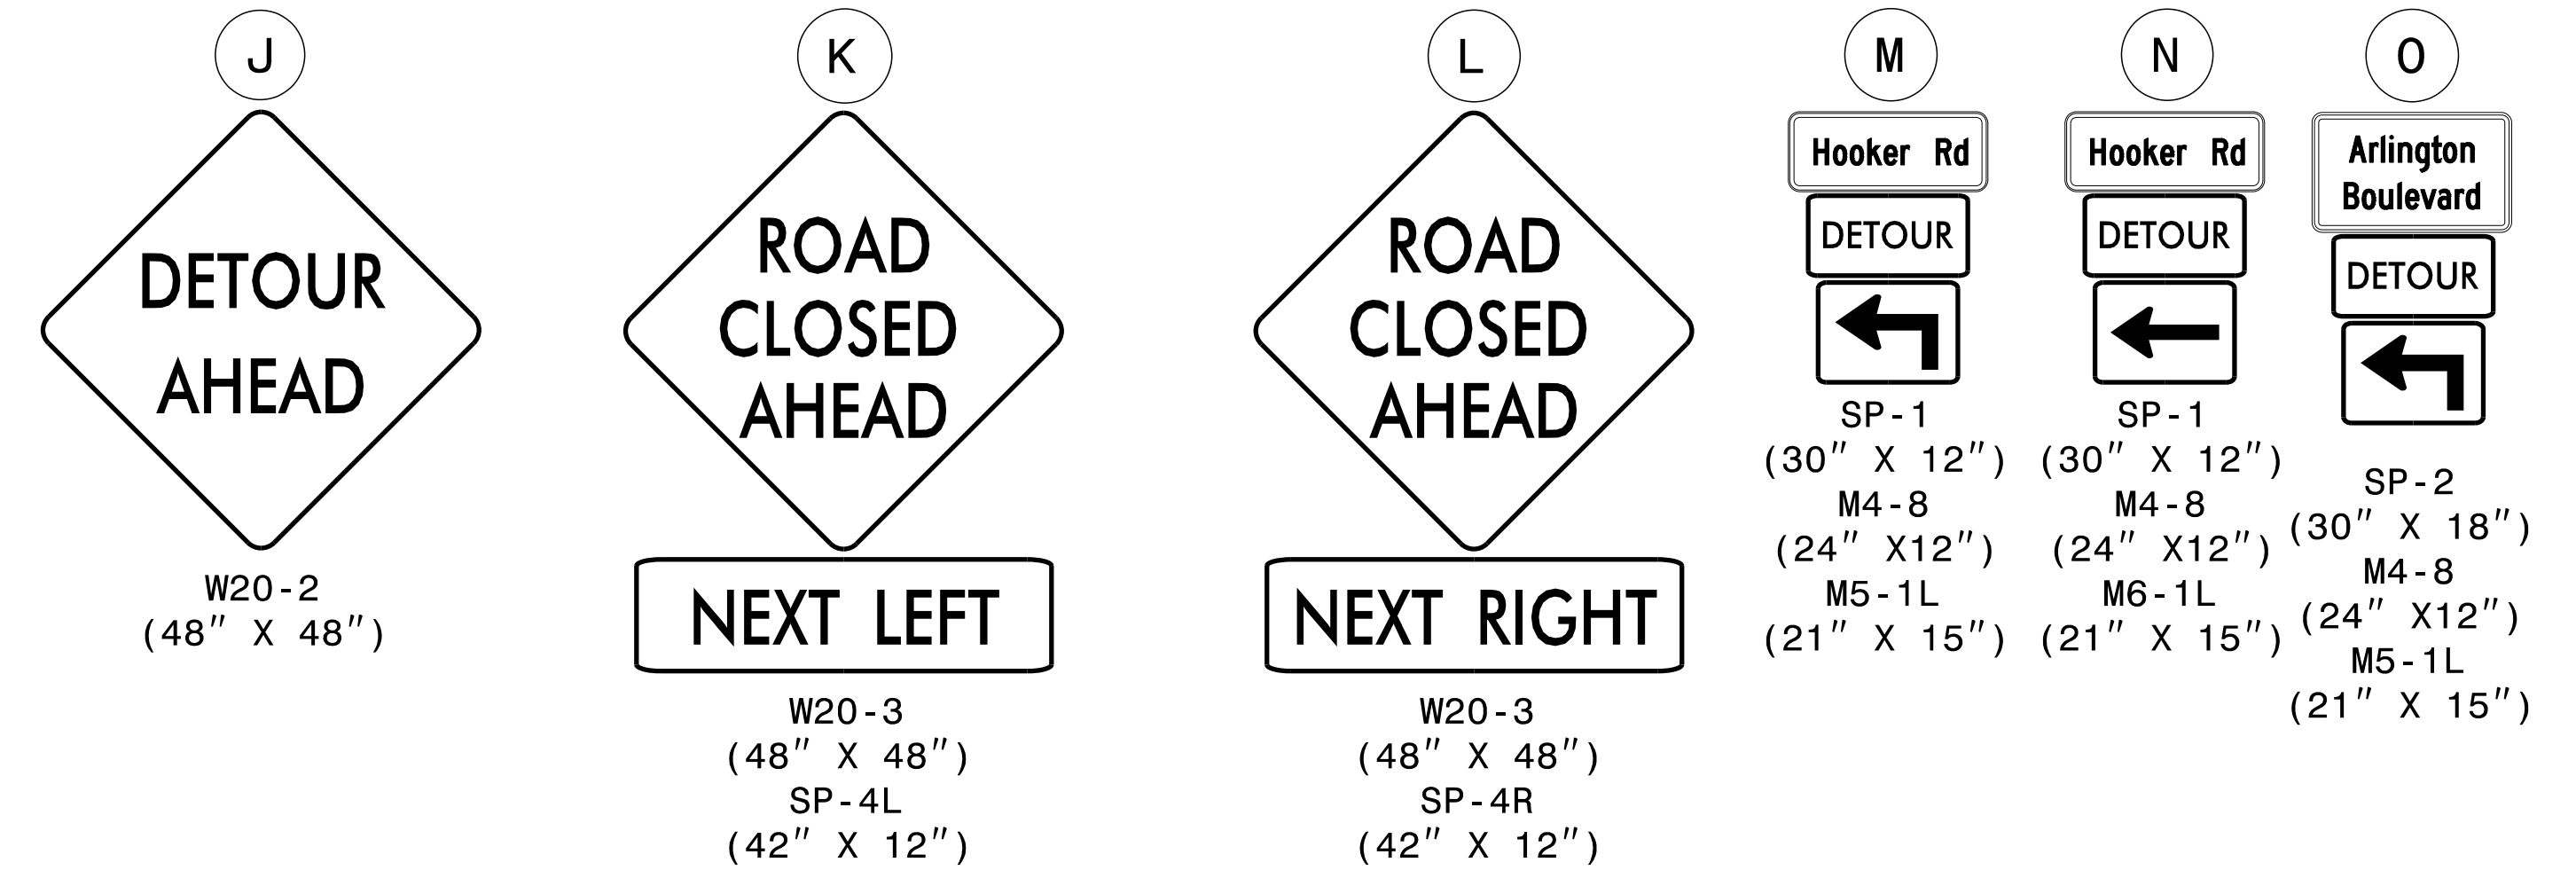 J
DETOUR
AHEAD
W20-2
(48" X 48")
K
ROAD
CLOSED
AHEAD
NEXT LEFT
W20-3
(48" X 48")
SP-4L
(42" X 12")
L
ROAD
CLOSED
AHEAD
NEXT RIGHT
W20-3
(48" X 48")
SP-4R
(42" X 12")
M
Hooker Rd
DETOUR
SP-1
(30" X 12")
M4-8
(24" X12")
M5-1L
(21" X 15")
N
Hooker Rd
DETOUR
SP-1
(30" X 12")
M4-8
(24" X12")
M6-1L
(21" X 15")
O
Arlington
Boulevard
DETOUR
SP-2
(30" X 18")
M4-8
(24" X12")
M5-1L
(21" X 15")